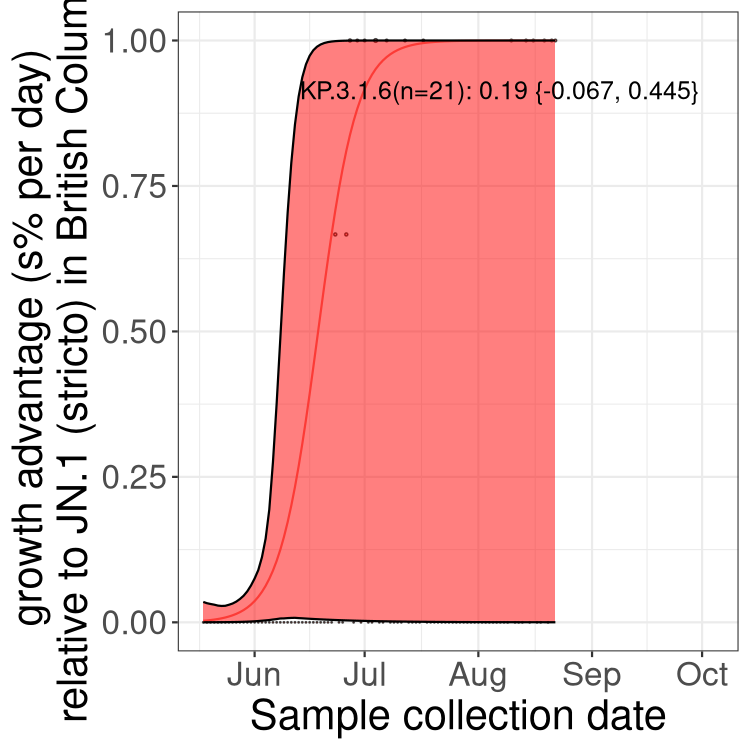 growth advantage (s% per day)
relative to JN.1 (stricto) in British Colum
1.00
0.75
0.50
0.25
0.00
KP.3.1.6(n=21): 0.19 {-0.067, 0.445}
Jun Jul Aug Sep Oct
Sample collection date